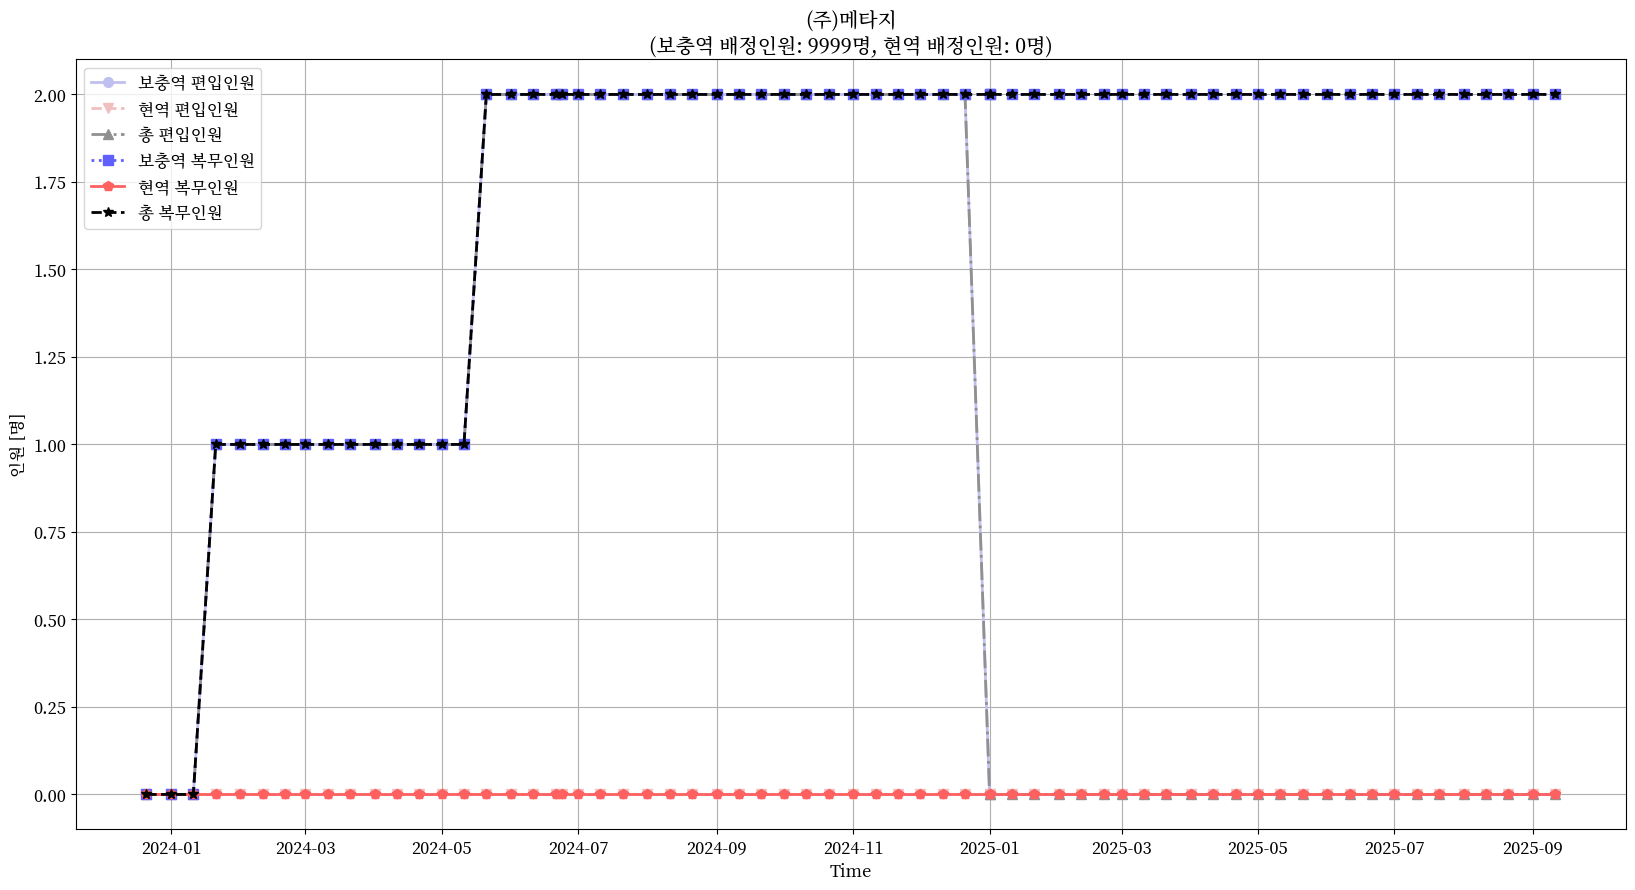 (주)메타지
(보충역 배정인원: 9999명, 현역 배정인원: 0명)
보충역 편입인원
현역 편입인원
총 편입인원
보충역 복무인원
현역 복무인원
총 복무인원
2.00
1.75
1.50
1.25
1.00
0.75
0.50
0.25
0.00
인원 [명]
2024-01 2024-03 2024-05 2024-07 2024-09 2024-11 2025-01 2025-03 2025-05 2025-07 2025-09
Time